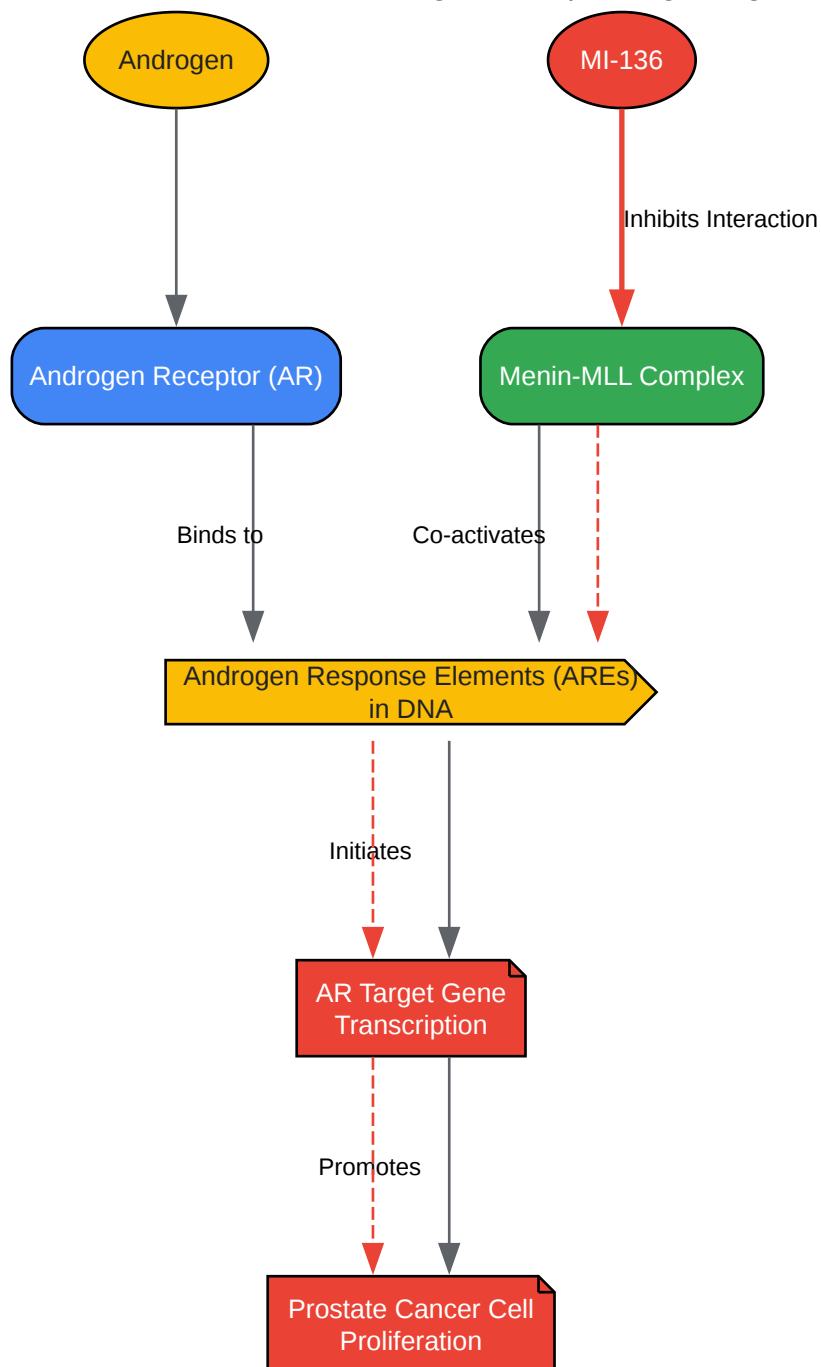 Androgen
MI-136
Inhibits Interaction
Androgen Receptor (AR)
Menin-MLL Complex
Binds to
Co-activates
Androgen Response Elements (AREs)
in DNA
Initiates
AR Target Gene
Transcription
Promotes
Prostate Cancer Cell
Proliferation